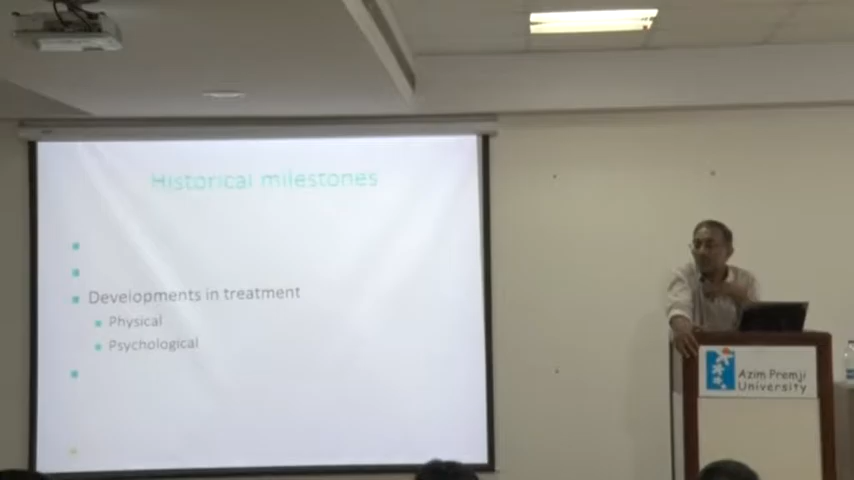 Historical milestones
Developments in treatment
Physical
Psychological
Azim Premji
University